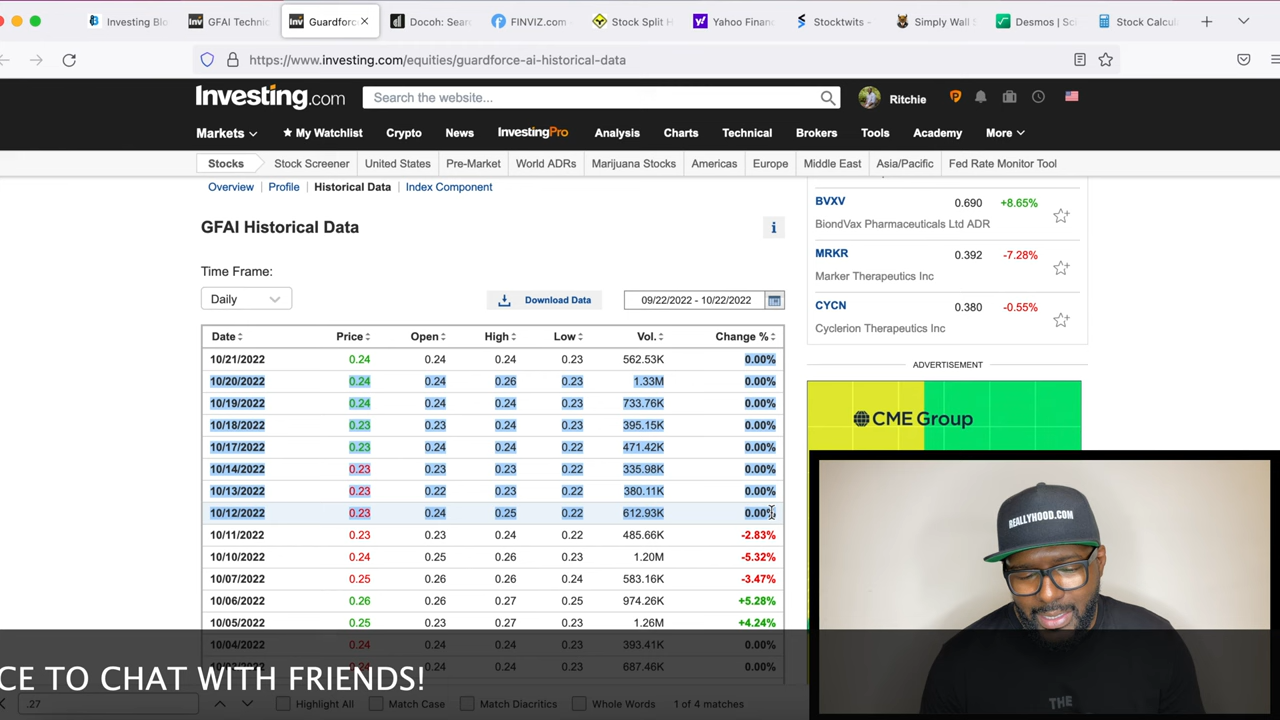 Investing Blo
GFAI Technic
Guardforce
Docoh: Sear
FINVIZ.com -
Stock Split H
Yahoo Financ
Stocktwits -
Simply Wall
Desmos | Sci
Stock Calcul
https://www.investing.com/equities/guardforce-ai-historical-data
Investing.com
Search the website...
Ritchie
Markets
My Watchlist
Crypto
News
InvestingPro
Analysis
Charts
Technical
Brokers
Tools
Academy
More
Stocks
Stock Screener
United States
Pre-Market
World ADRs
Marijuana Stocks
Americas
Europe
Middle East
Asia/Pacific
Fed Rate Monitor Tool
Overview
Profile
Historical Data
Index Component
BVXV 0.690 +8.65%
BiondVax Pharmaceuticals Ltd ADR
MRKR 0.392 -7.28%
Marker Therapeutics Inc
CYCN 0.380 -0.55%
Cyclerion Therapeutics Inc
ADVERTISEMENT
CME Group
GFAI Historical Data
Time Frame:
Daily
Download Data
09/22/2022 - 10/22/2022
Date Price Open High Low Vol. Change %
10/21/2022 0.24 0.24 0.24 0.23 562.53K 0.00%
10/20/2022 0.24 0.24 0.26 0.23 1.33M 0.00%
10/19/2022 0.24 0.24 0.24 0.23 733.76K 0.00%
10/18/2022 0.23 0.24 0.24 0.23 395.15K 0.00%
10/17/2022 0.23 0.24 0.24 0.22 471.42K 0.00%
10/14/2022 0.23 0.23 0.23 0.22 335.98K 0.00%
10/13/2022 0.23 0.22 0.23 0.22 380.11K 0.00%
10/12/2022 0.23 0.24 0.25 0.22 612.93K 0.00%
10/11/2022 0.23 0.23 0.24 0.22 485.66K -2.83%
10/10/2022 0.24 0.25 0.26 0.23 1.20M -5.32%
10/07/2022 0.25 0.26 0.26 0.24 583.16K -3.47%
10/06/2022 0.26 0.26 0.27 0.25 974.26K +5.28%
10/05/2022 0.25 0.23 0.27 0.23 1.26M +4.24%
10/04/2022 0.24 0.24 0.24 0.23 393.41K 0.00%
0.24 0.24 0.23 687.46K 0.00%
REALLYHOOD.COM
THE
CE TO CHAT WITH FRIENDS!
.27
Highlight All
Match Case
Match Diacritics
Whole Words
1 of 4 matches